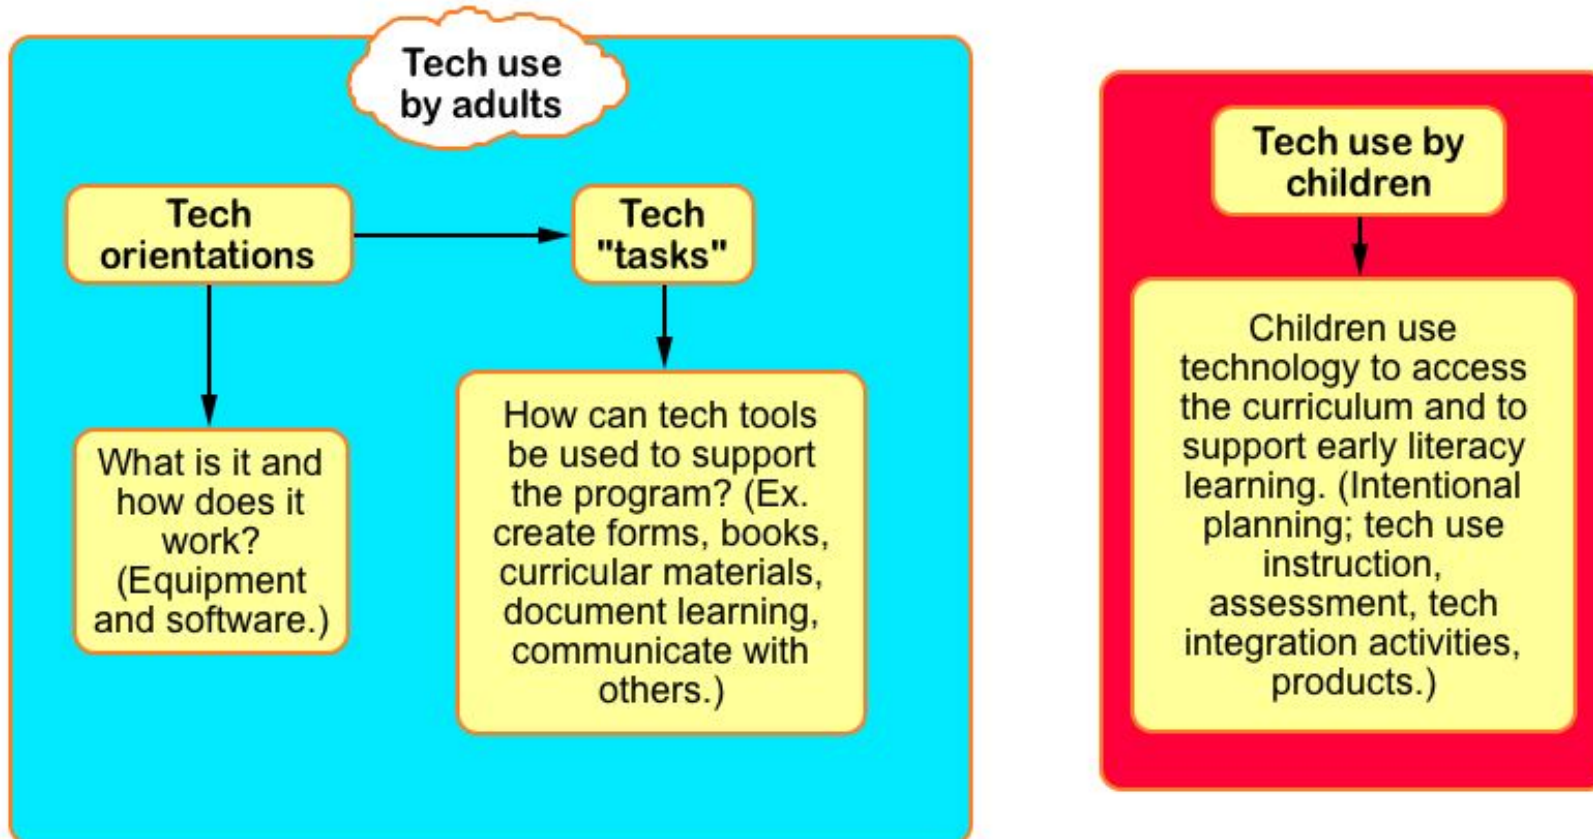 Tech use
by adults
Tech
orientations
Tech
"tasks"
What is it and
how does it
work?
(Equipment
and software.)
How can tech tools
be used to support
the program? (Ex.
create forms, books,
curricular materials,
document learning,
communicate with
others.)
Tech use by
children
Children use
technology to access
the curriculum and to
support early literacy
learning. (Intentional
planning; tech use
instruction,
assessment, tech
integration activities,
products.)